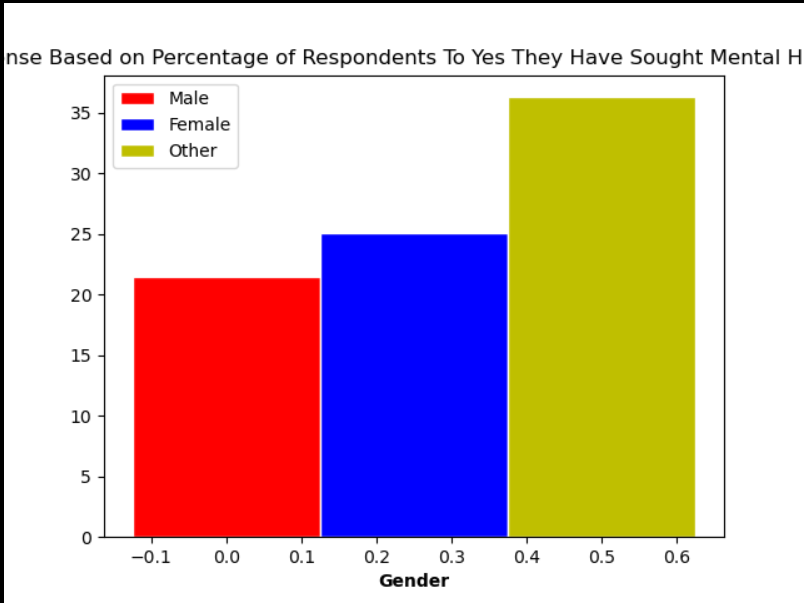 nse Based on Percentage of Respondents To Yes They Have Sought Mental H
Male
Female
Other
35
30
25
20
15
10
5
0
−0.1 0.0 0.1 0.2 0.3 0.4 0.5 0.6
Gender